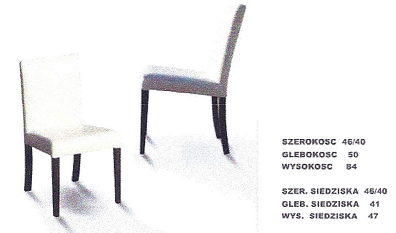 SZEROKOSC 46/40
GLEBOKOSC 50
WYSOKOSC 84
SZER. SIEDZISKA 46/40
GLEB. SIEDZISKA 41
WYS. SIEDZISKA 47